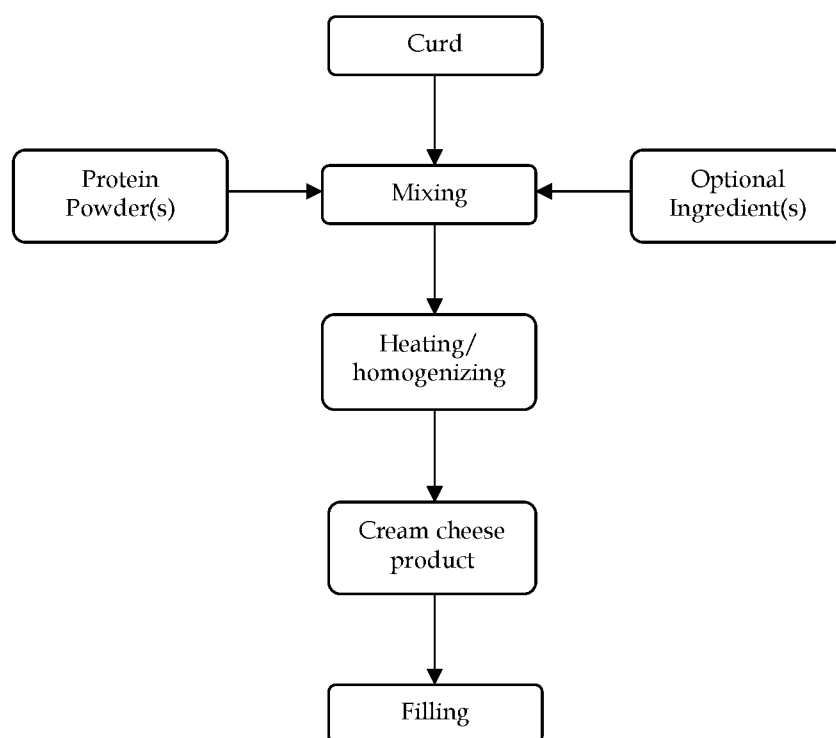 Curd
Protein
Powder(s)
Mixing
Optional
Ingredient(s)
Heating/
homogenizing
Cream cheese
product
Filling